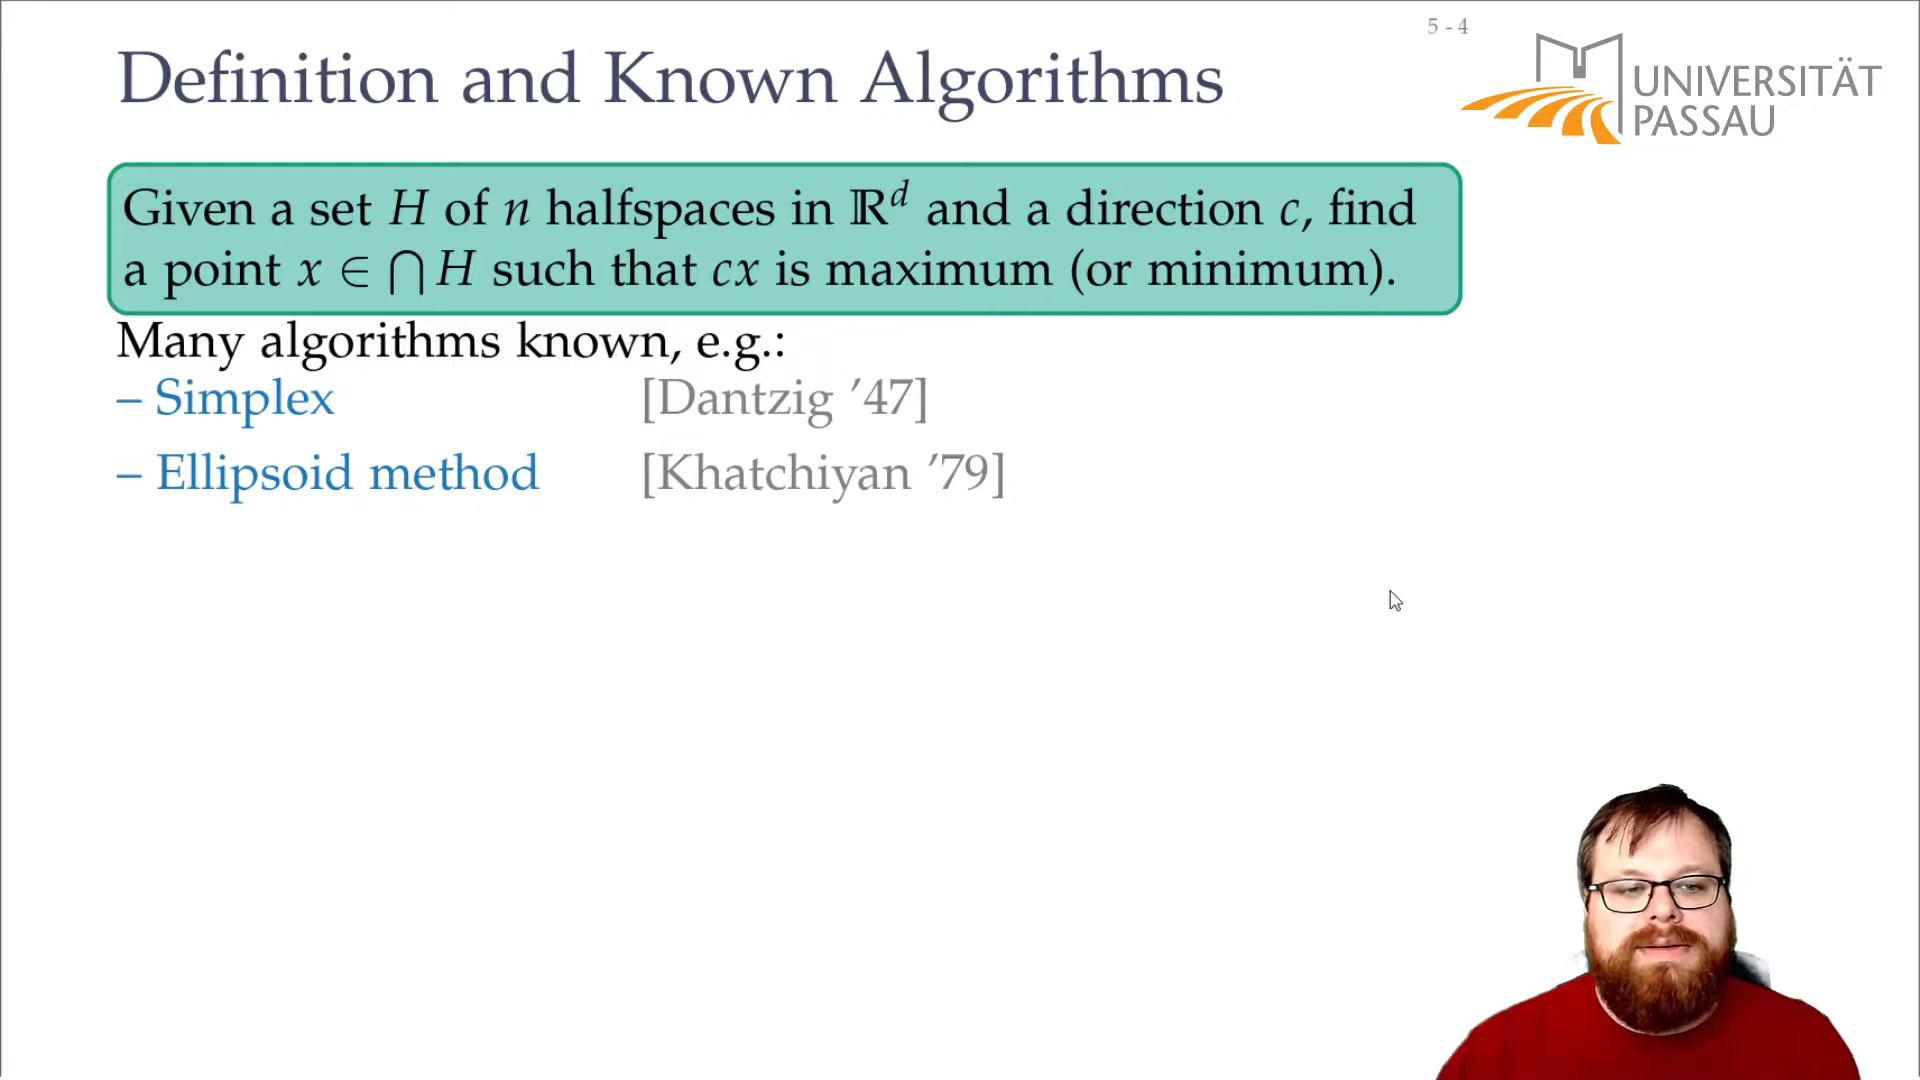 5 - 4
Definition and Known Algorithms
UNIVERSITÄT
PASSAU
Given a set H of n halfspaces in ℝ^d and a direction c, find
a point x ∈ ⋂ H such that cx is maximum (or minimum).
Many algorithms known, e.g.:
– Simplex [Dantzig ’47]
– Ellipsoid method [Khatchiyan ’79]